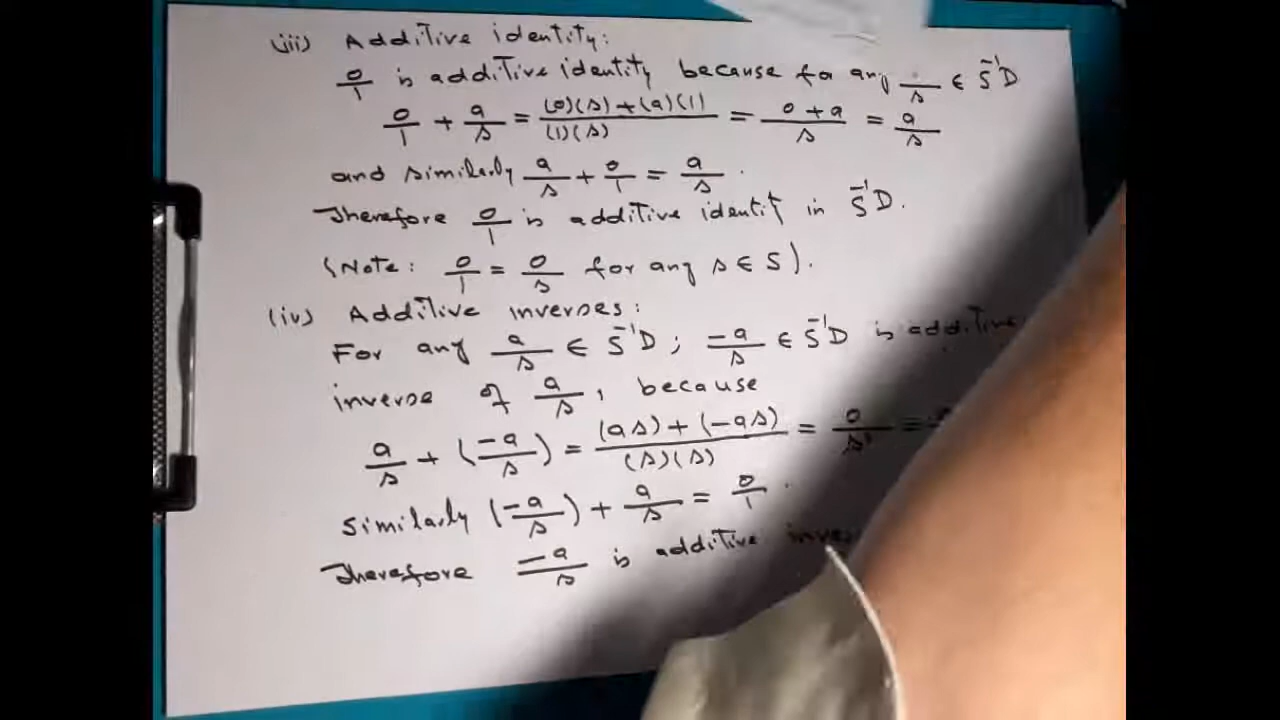 (iii) Additive identity:
0/1 is additive identity because for any /s ∈ S⁻¹D
0/1 + a/s = (0)(s)+(a)(1)/(1)(s) = 0+a/s = a/s
and similarly a/s + 0/1 = a/s.
Therefore 0/1 is additive identit in S⁻¹D.
(Note: 0/1 = 0/s for any s ∈ S).
(iv) Additive inverses:
For any a/s ∈ S⁻¹D; -a/s ∈ S⁻¹D is additive
inverse of a/s, because
a/s + (-a/s) = (as)+(-as)/(s)(s) = 0/s² =
Similarly (-a/s) + a/s = 0/1.
Therefore -a/s is additive